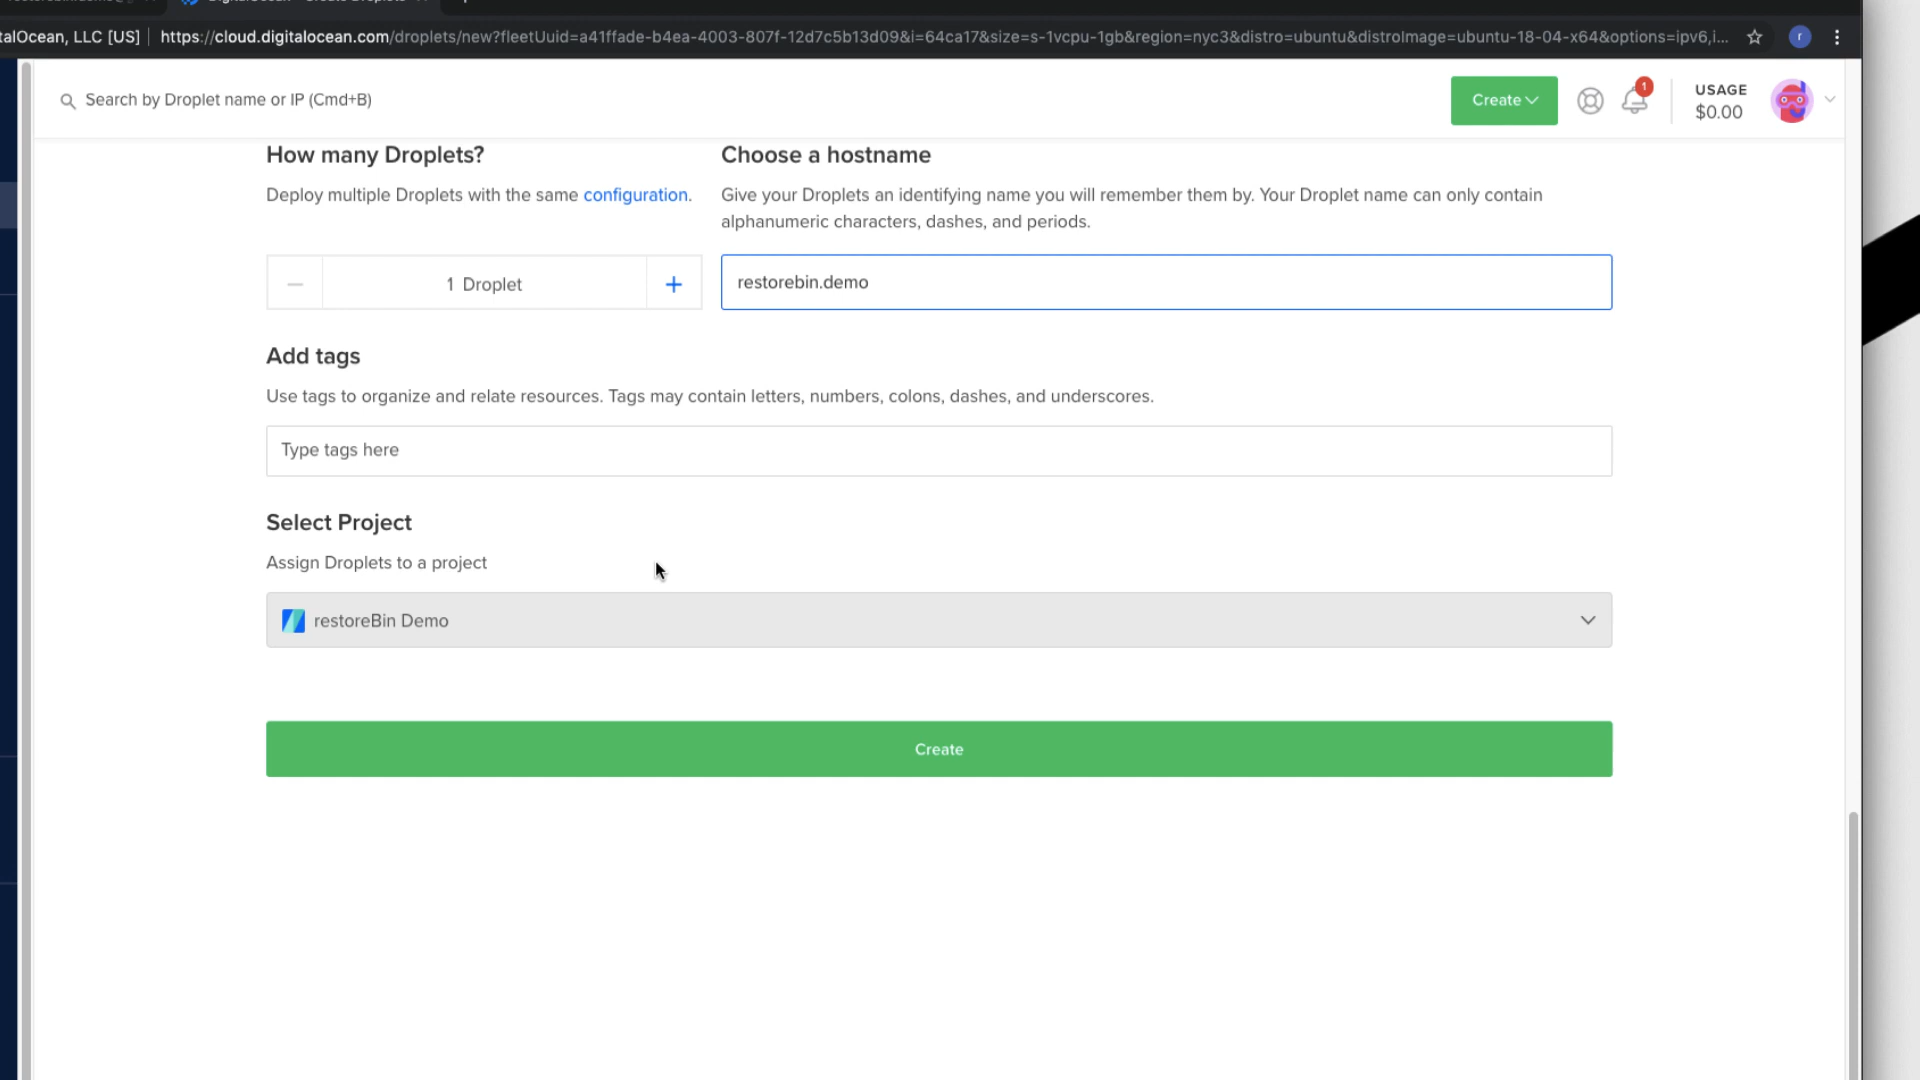 talOcean, LLC [US] https://cloud.digitalocean.com/droplets/new?fleetUuid=a41ffade-b4ea-4003-807f-12d7c5b13d09&i=64ca17&size=s-1vcpu-1gb&region=nyc3&distro=ubuntu&distroImage=ubuntu-18-04-x64&options=ipv6,i... r
Search by Droplet name or IP (Cmd+B)
Create
1
USAGE
$0.00
How many Droplets?
Deploy multiple Droplets with the same configuration.
1 Droplet
Choose a hostname
Give your Droplets an identifying name you will remember them by. Your Droplet name can only contain
alphanumeric characters, dashes, and periods.
restorebin.demo
Add tags
Use tags to organize and relate resources. Tags may contain letters, numbers, colons, dashes, and underscores.
Type tags here
Select Project
Assign Droplets to a project
restoreBin Demo
Create